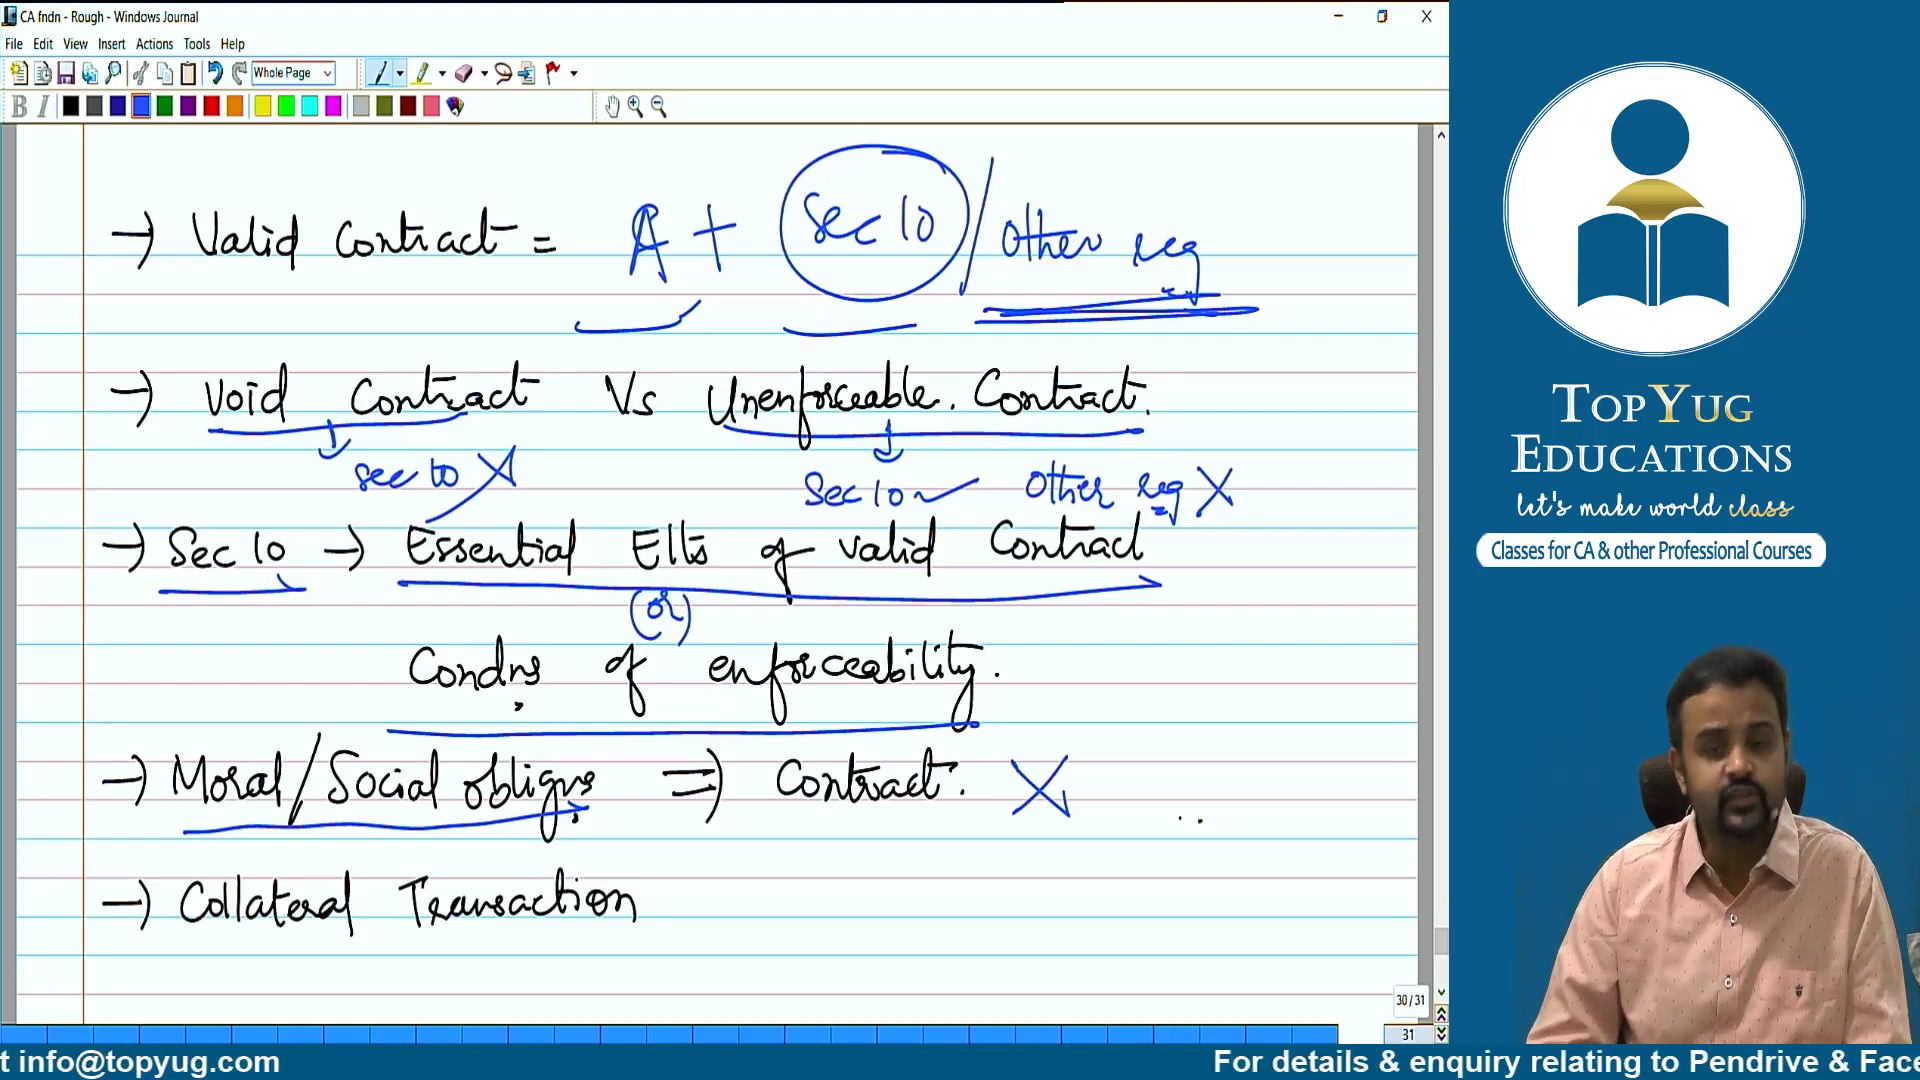 CA fndn - Rough - Windows Journal
File Edit View Insert Actions Tools Help
Whole Page
B I
→ Valid Contract = A + Sec 10 / Other req
→ Void Contract Vs Unenforceable. Contract.
Sec 10 X Sec 10 ✓ Other req X
→ Sec 10 → Essential Elts of valid Contract
(or)
Condns of enforceability.
→ Moral/Social obligns ⇒ Contract. X
→ Collateral Transaction
30/31
31
TOPYUG
EDUCATIONS
let's make world class
Classes for CA & other Professional Courses
t info@topyug.com For details & enquiry relating to Pendrive & Face